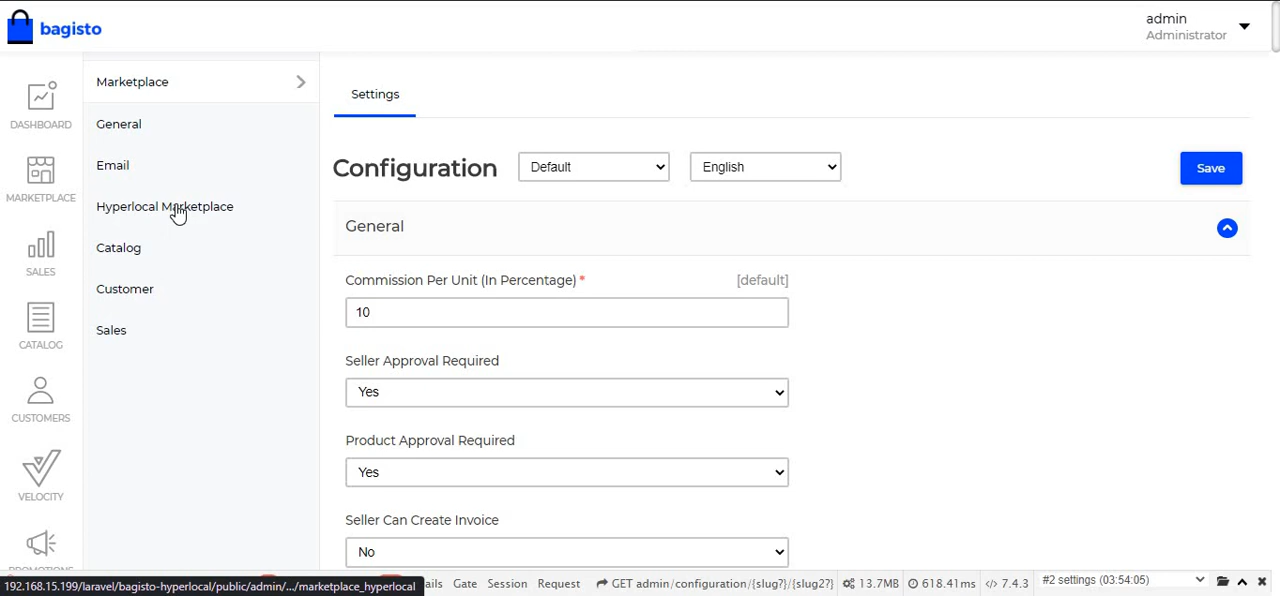 bagisto
admin
Administrator
DASHBOARD
MARKETPLACE
SALES
CATALOG
CUSTOMERS
VELOCITY
Marketplace
General
Email
Hyperlocal Marketplace
Catalog
Customer
Sales
Settings
Configuration Default English Save
General
Commission Per Unit (In Percentage) * [default]
10
Seller Approval Required
Yes
Product Approval Required
Yes
Seller Can Create Invoice
No
192.168.15.199/laravel/bagisto-hyperlocal/public/admin/.../marketplace_hyperlocal
Gate Session Request GET admin/configuration/{slug?}/{slug2?} 13.7MB 618.41ms </> 7.4.3 #2 settings (03:54:05)